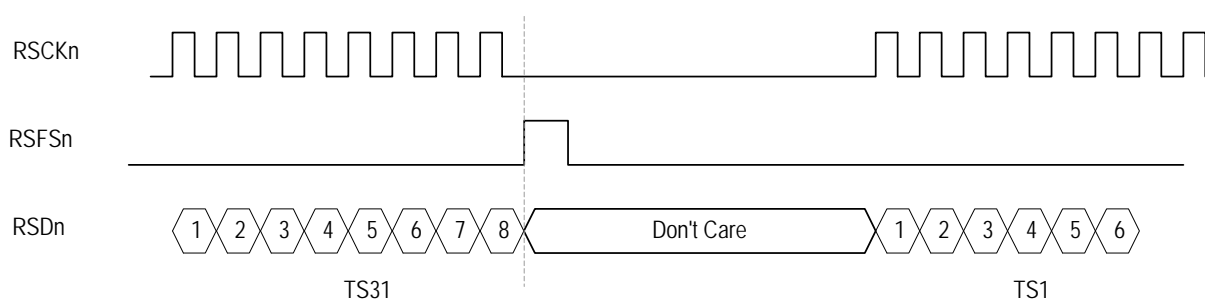 RSCKn
RSFSn
RSDn 1 2 3 4 5 6 7 8 Don't Care 1 2 3 4 5 6
TS31 TS1